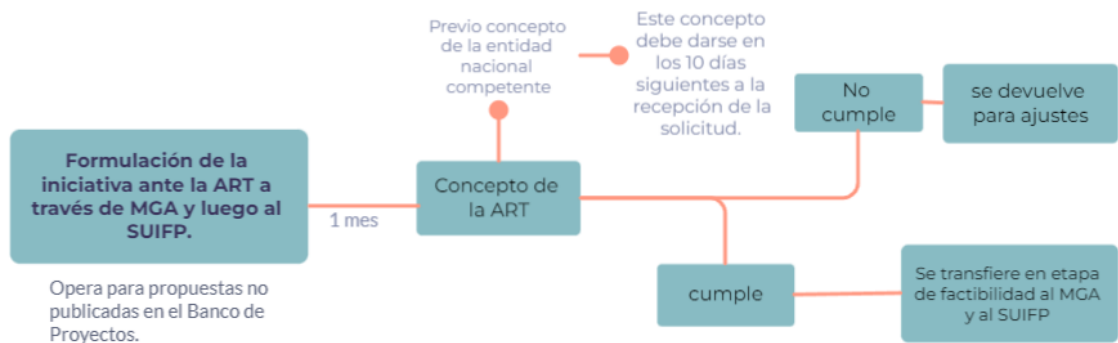 Formulación de la
iniciativa ante la ART a
través de MGA y luego al
SUIFP.
Opera para propuestas no
publicadas en el Banco de
Proyectos.
1 mes
Previo concepto
de la entidad
nacional
competente
Este concepto
debe darse en
los 10 días
siguientes a la
recepción de la
solicitud.
Concepto de
la ART
No
cumple
se devuelve
para ajustes
cumple
Se transfiere en etapa
de factibilidad al MGA
y al SUIFP